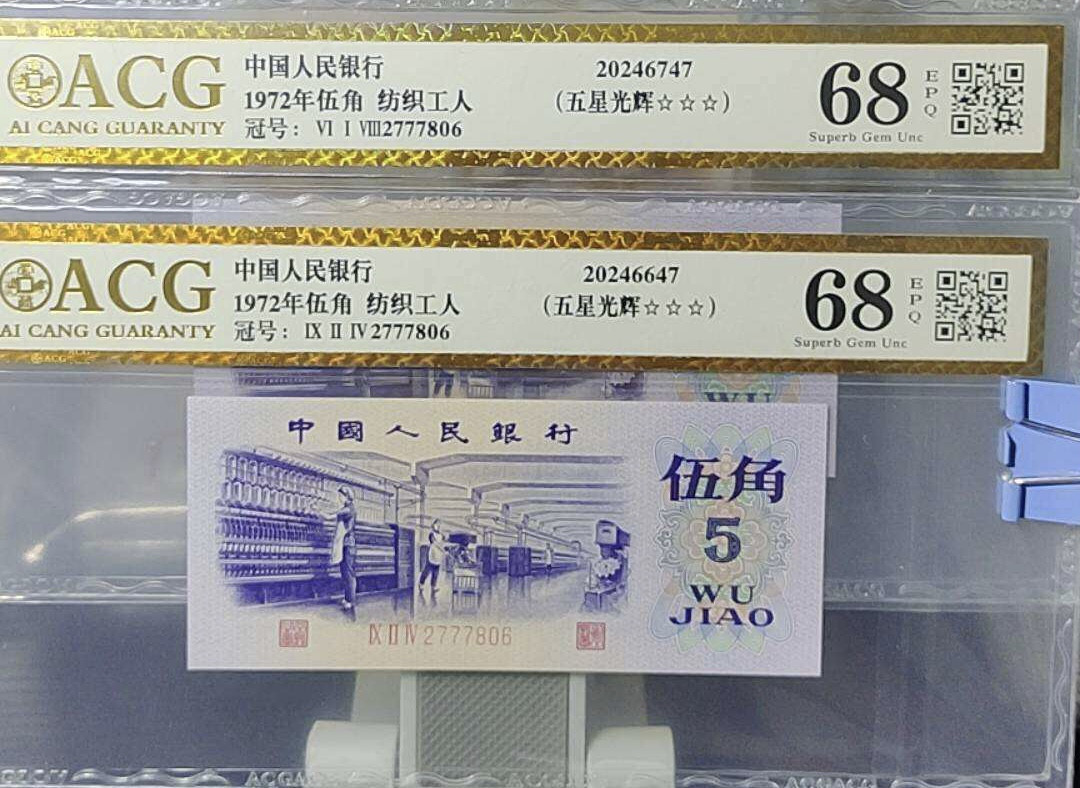 ACG
AI CANG GUARANTY
中国人民银行
1972年伍角 纺织工人
冠号: Ⅵ Ⅰ Ⅷ2777806
20246747
(五星光辉☆☆☆)
68
EPQ
Superb Gem Unc
ACG
AI CANG GUARANTY
中国人民银行
1972年伍角 纺织工人
冠号: Ⅸ Ⅱ Ⅳ2777806
20246647
(五星光辉☆☆☆)
68
EPQ
Superb Gem Unc
WU
中國人民銀行
伍角
5
WU
JIAO
ⅨⅡⅣ2777806